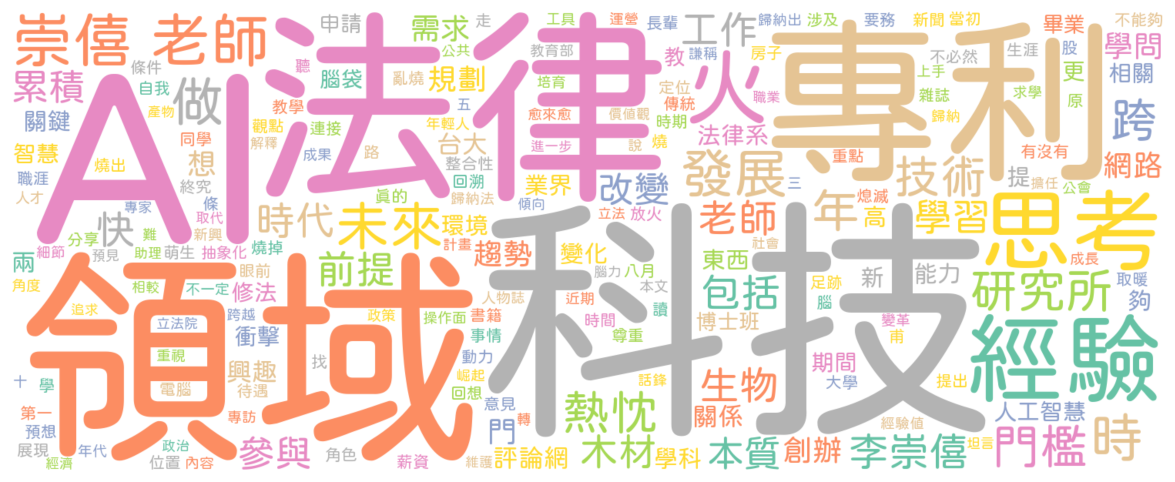 崇僖 老師
AI
法律
專利
領域
科技
思考
經驗
火
跨
做
未來
時代
發展
技術
年
時
研究所
門檻
李崇僖
熱忱
木材
本質
創辦
生物
包括
老師
改變
工作
需求
規劃
累積
關鍵
智慧
職涯
人才
想
快
兩
前提
趨勢
變化
環境
業界
台大
學習
高
提
網路
相關
學問
畢業
更
教
法律系
傳統
定位
申請
腦袋
公共
走
工具
教育部
運營
長輩
謙稱
歸納出
房子
職業
涉及
不必然
要務
新聞
當初
生涯
上手
雜誌
求學
歸納
股
原
不能夠
有沒有
重點
熄滅
公會
擔任
成長
取暖
夠
條件
自我
聽
亂燒
培育
產物
教學
五
年輕人
愈來愈
進一步
價值觀
時期
燒
說
同學
觀點
連接
解釋
成果
路
整合性
回溯
歸納法
真的
傾向
立法
放火
三
燒出
終究
專家
條
取代
新興
分享
難
細節
預見
助理
萌生
抽象化
燒掉
計畫
眼前
角度
相較
不一定
修法
人物誌
近期
腦力
八月
本文
社會
東西
新
能力
足跡
腦
變革
甫
追求
立法院
跨越
衝擊
政策
操作面
書籍
事情
時間
尊重
讀
博士班
期間
重視
電腦
興趣
待遇
找
動力
崛起
回想
話鋒
大學
提出
十
學
第一
預想
展現
經濟
年代
政治
位置
內容
專訪
參與
角色
薪資
意見
轉
門
維護
評論網
學科
關係
經驗值
坦言
人工智慧